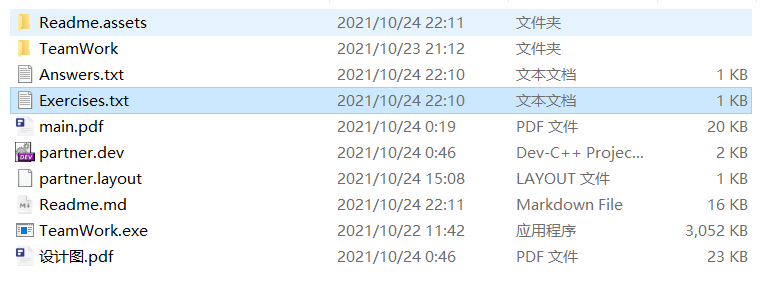 Readme.assets 2021/10/24 22:11 文件夹
TeamWork 2021/10/23 21:12 文件夹
Answers.txt 2021/10/24 22:10 文本文档 1 KB
Exercises.txt 2021/10/24 22:10 文本文档 1 KB
main.pdf 2021/10/24 0:19 PDF 文件 20 KB
partner.dev 2021/10/24 0:46 Dev-C++ Projec... 2 KB
partner.layout 2021/10/24 15:08 LAYOUT 文件 1 KB
Readme.md 2021/10/24 22:11 Markdown File 16 KB
TeamWork.exe 2021/10/22 11:42 应用程序 3,052 KB
设计图.pdf 2021/10/24 0:46 PDF 文件 23 KB